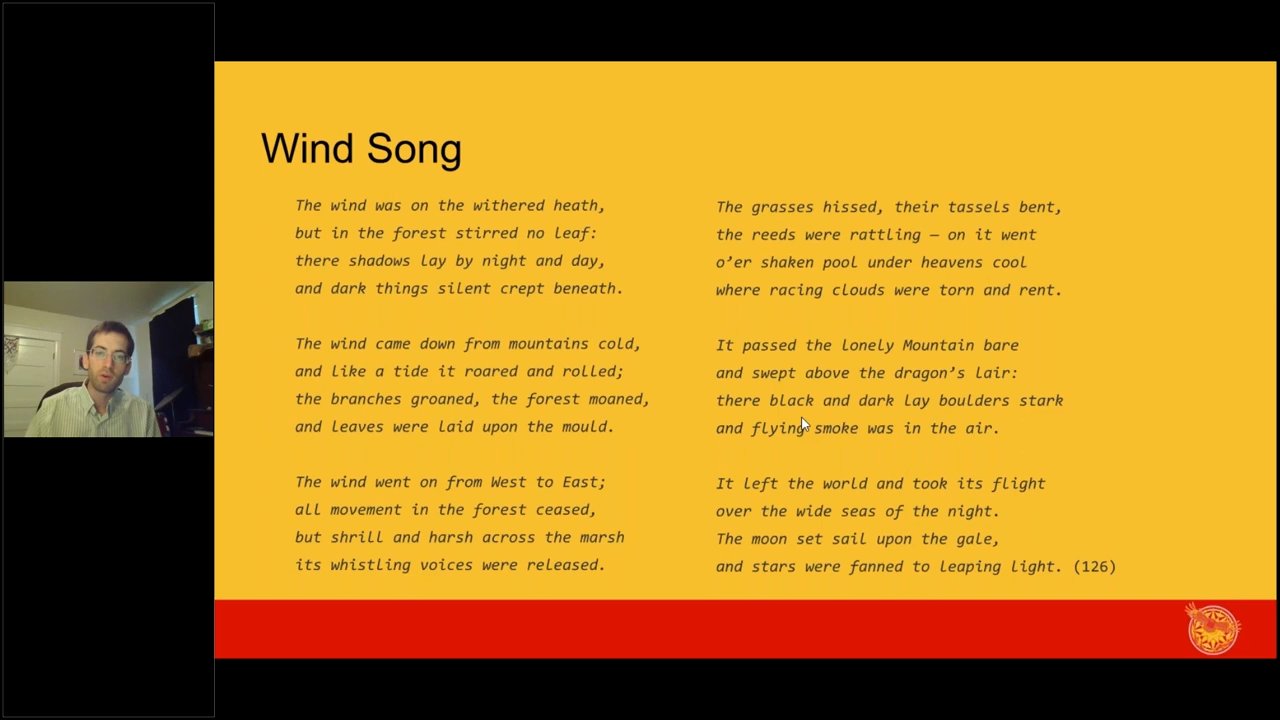 Wind Song
The wind was on the withered heath,
but in the forest stirred no leaf:
there shadows lay by night and day,
and dark things silent crept beneath.
The wind came down from mountains cold,
and like a tide it roared and rolled;
the branches groaned, the forest moaned,
and leaves were laid upon the mould.
The wind went on from West to East;
all movement in the forest ceased,
but shrill and harsh across the marsh
its whistling voices were released.
The grasses hissed, their tassels bent,
the reeds were rattling — on it went
o’er shaken pool under heavens cool
where racing clouds were torn and rent.
It passed the lonely Mountain bare
and swept above the dragon’s lair:
there black and dark lay boulders stark
and flying smoke was in the air.
It left the world and took its flight
over the wide seas of the night.
The moon set sail upon the gale,
and stars were fanned to leaping light. (126)